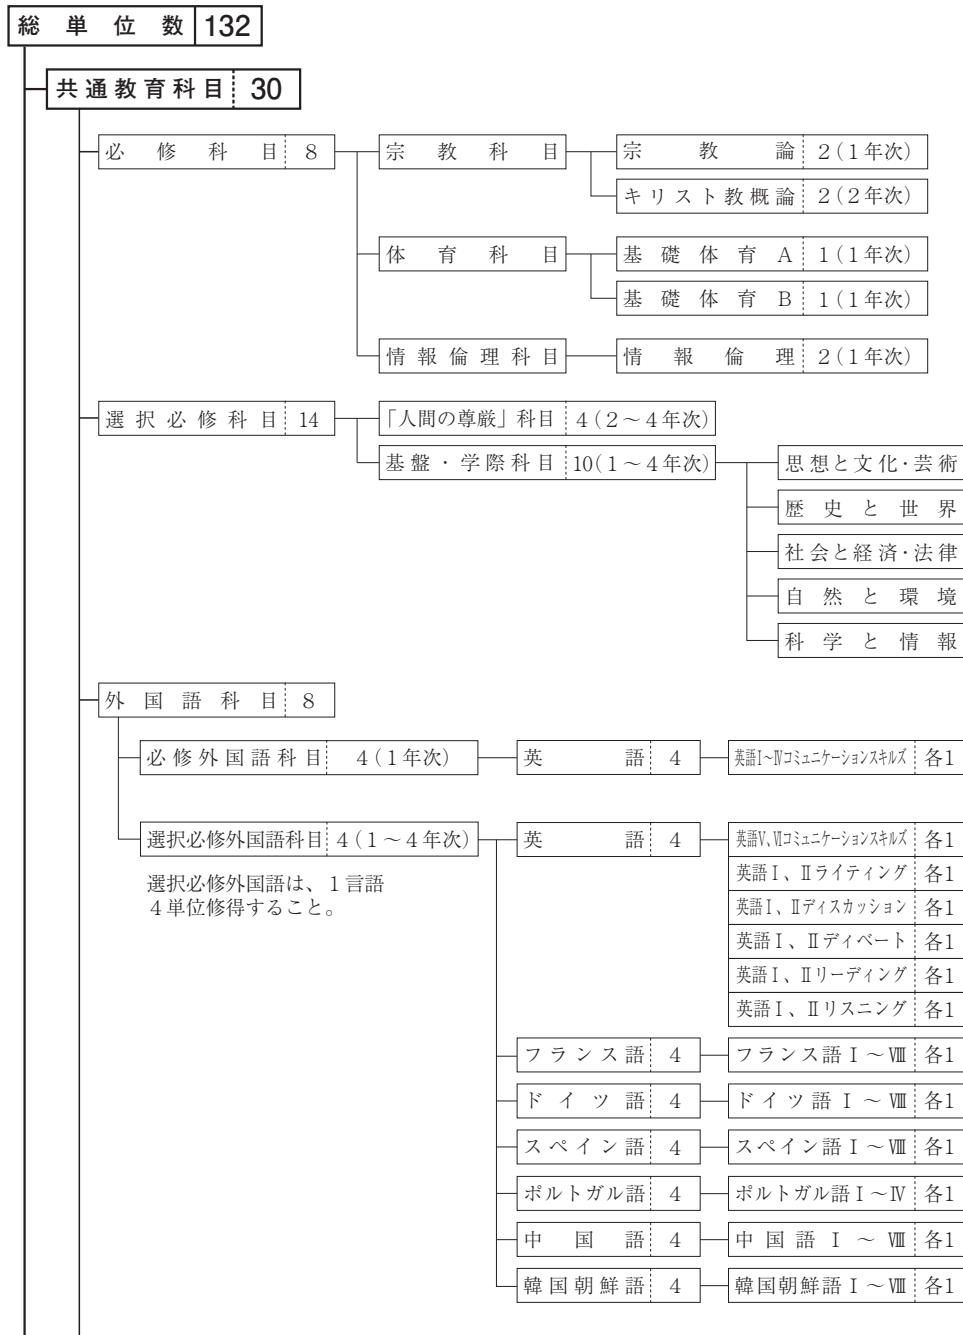 総単位数 132
共通教育科目 30
必修科目 8 宗教科目 宗教論 2(1年次)
キリスト教概論 2(2年次)
体育科目 基礎体育A 1(1年次)
基礎体育B 1(1年次)
情報倫理科目 情報倫理 2(1年次)
選択必修科目 14 「人間の尊厳」科目 4(2~4年次)
基盤・学際科目 10(1~4年次) 思想と文化・芸術
歴史と世界
社会と経済・法律
自然と環境
科学と情報
外国語科目 8
必修外国語科目 4(1年次) 英語 4 英語Ⅰ~Ⅳコミュニケーションスキルズ 各1
選択必修外国語科目 4(1~4年次) 英語 4 英語Ⅴ、Ⅵコミュニケーションスキルズ 各1
英語Ⅰ、Ⅱライティング 各1
選択必修外国語は、1言語
4単位修得すること。
英語Ⅰ、Ⅱディスカッション 各1
英語Ⅰ、Ⅱディベート 各1
英語Ⅰ、Ⅱリーディング 各1
英語Ⅰ、Ⅱリスニング 各1
フランス語 4 フランス語Ⅰ~Ⅷ 各1
ドイツ語 4 ドイツ語Ⅰ~Ⅷ 各1
スペイン語 4 スペイン語Ⅰ~Ⅷ 各1
ポルトガル語 4 ポルトガル語Ⅰ~Ⅳ 各1
中国語 4 中国語Ⅰ~Ⅷ 各1
韓国朝鮮語 4 韓国朝鮮語Ⅰ~Ⅷ 各1